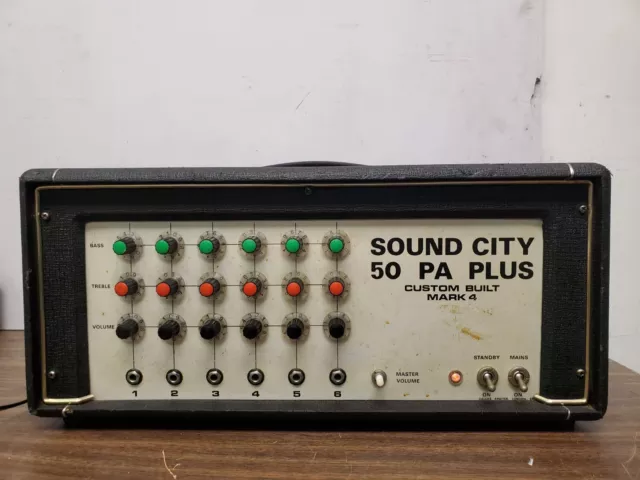 SOUND CITY
50 PA PLUS
CUSTOM BUILT
MARK 4
BASS
TREBLE
VOLUME
1 2 3 4 5 6
MASTER
VOLUME
STANDBY MAINS
ON ON